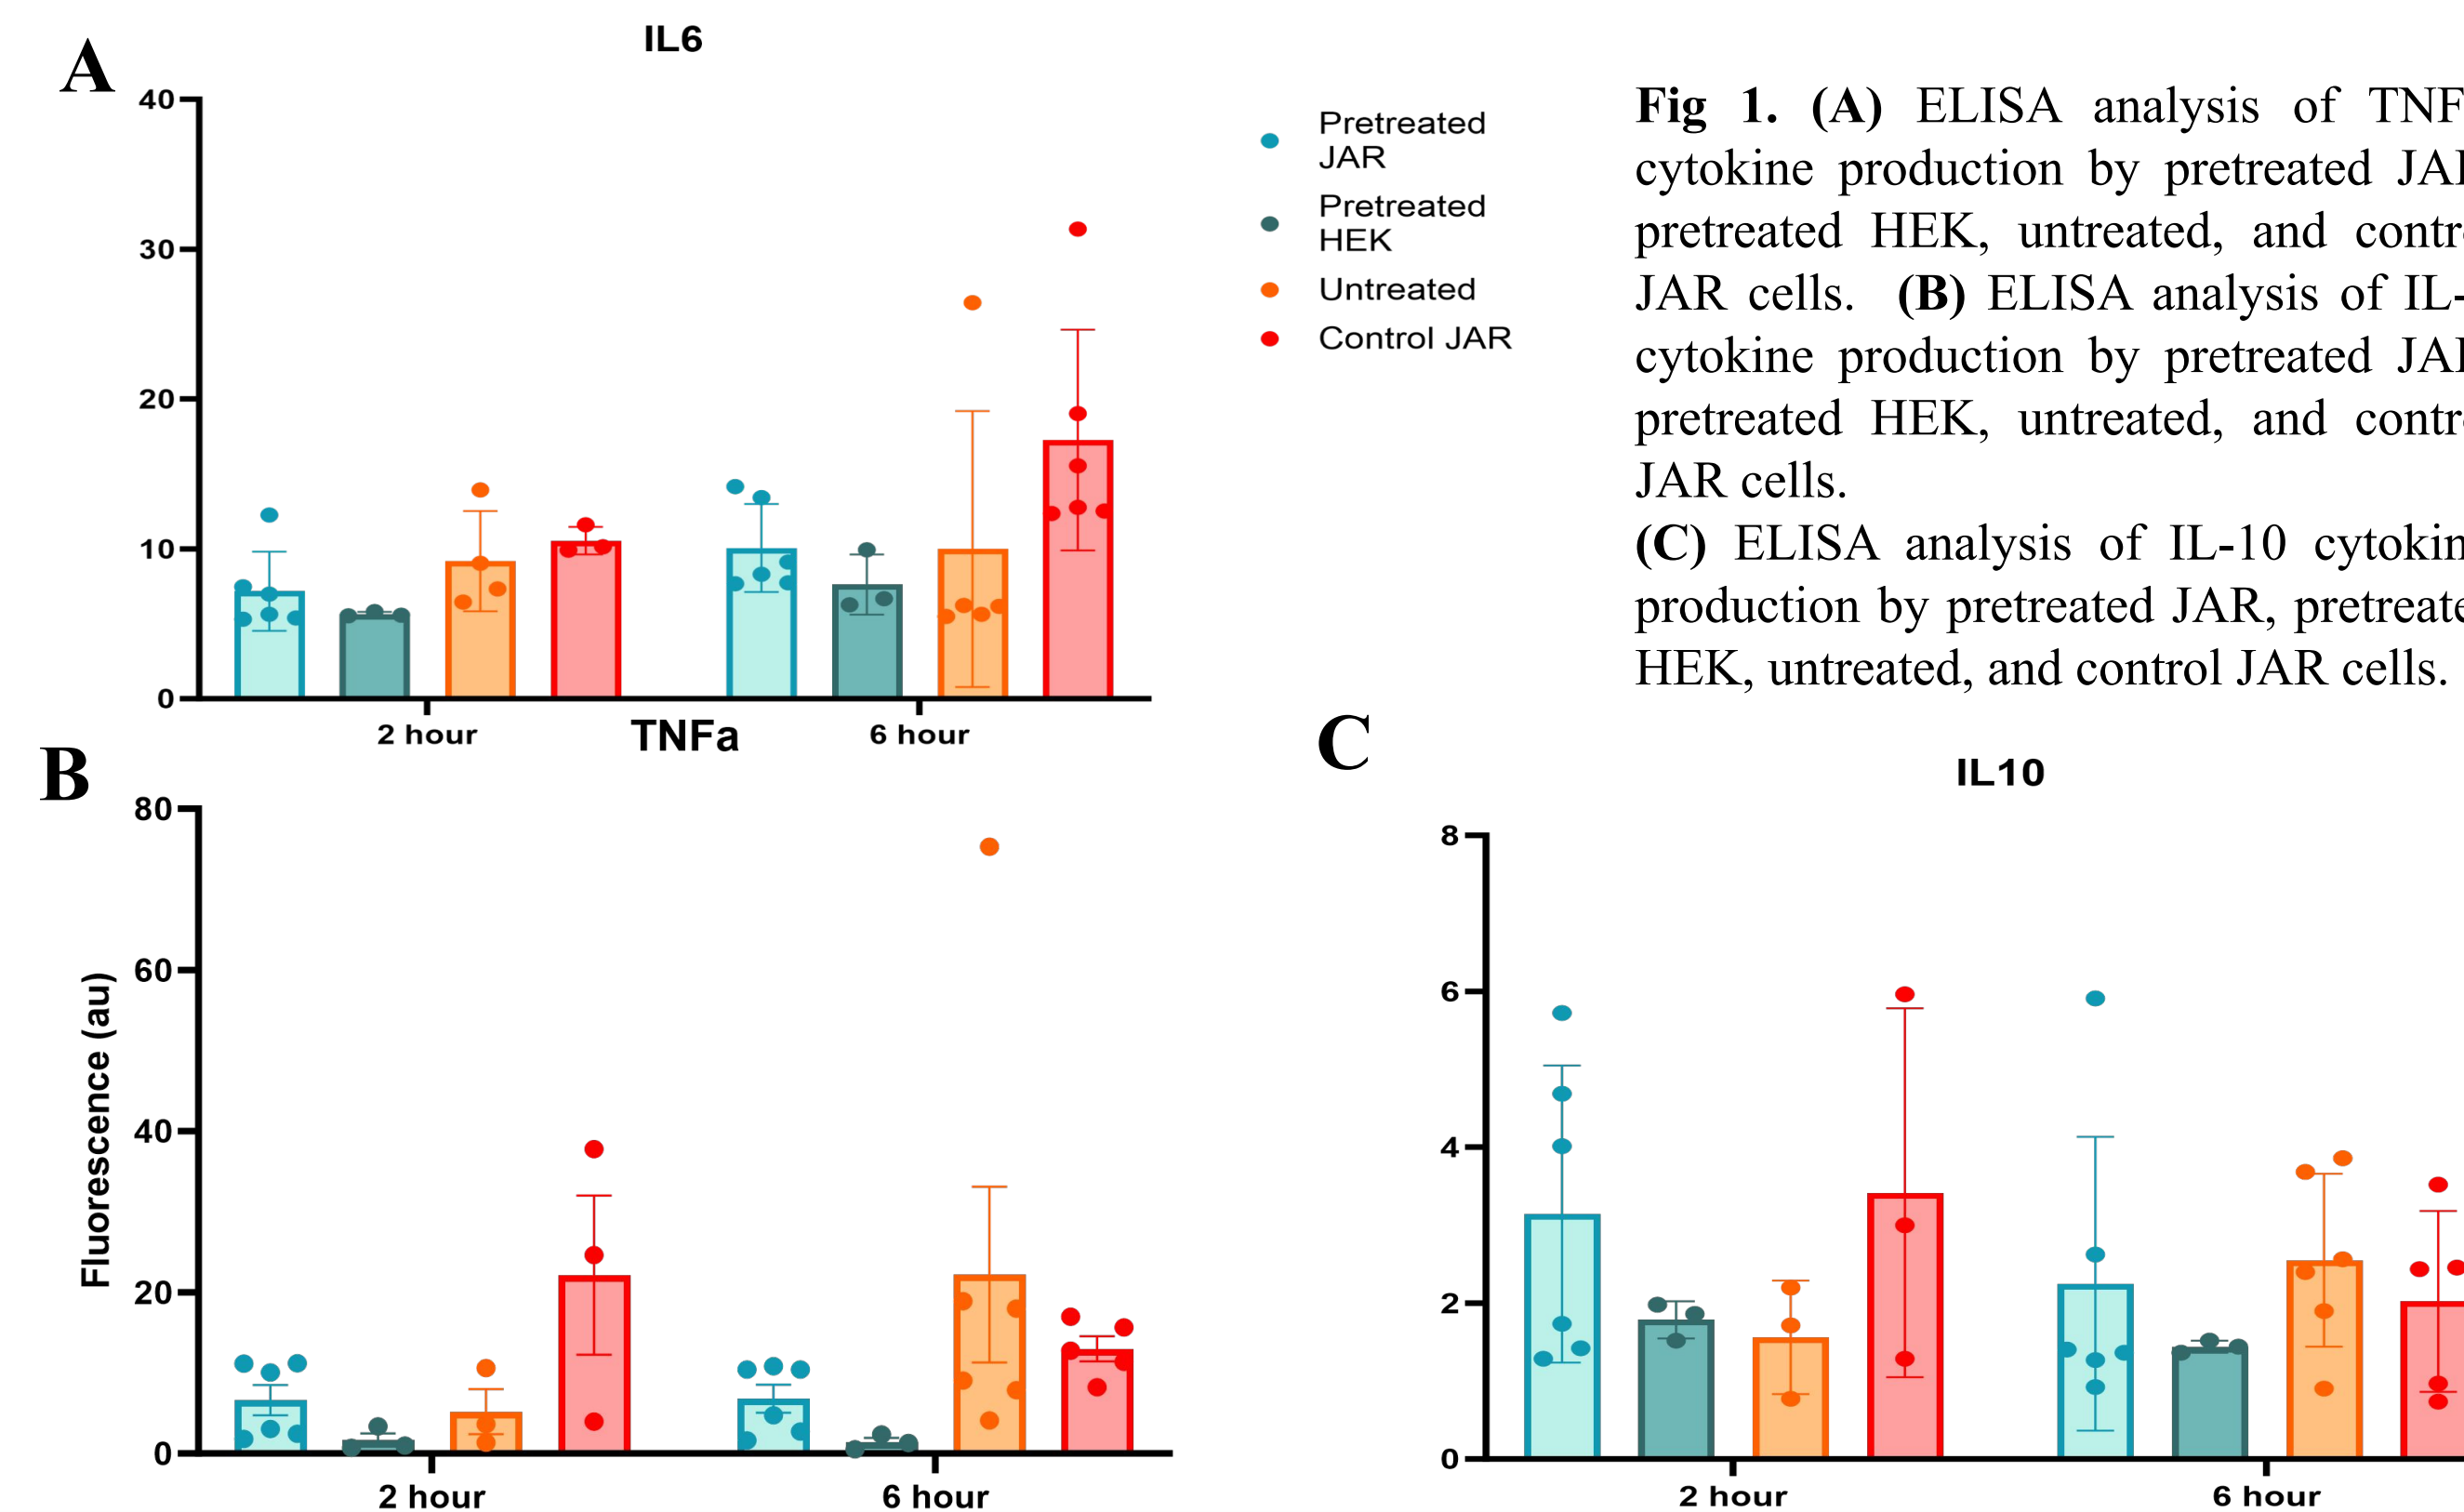 A
IL6
40
30
20
10
0
2 hour
6 hour
Pretreated
JAR
Pretreated
HEK
Untreated
Control JAR
Fig 1. (A) ELISA analysis of TNF
cytokine production by pretreated
pretreated HEK, untreated, and
JAR cells. (B) ELISA analysis of IL-
cytokine production by pretreated
pretreated HEK, untreated, and
JAR cells.
(C) ELISA analysis of IL-10
production by pretreated JAR,
HEK, untreated, and control JAR cells.
B
TNFa
Fluorescence (au)
80
60
40
20
0
2 hour
6 hour
C
IL10
8
6
4
2
0
2 hour
6 hour